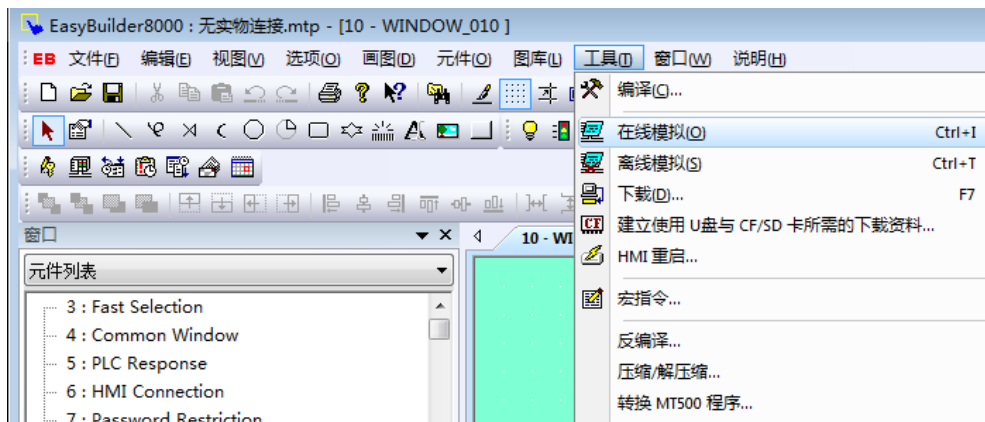 EasyBuilder8000 : 无实物连接.mtp - [10 - WINDOW_010 ]
EB 文件(F) 编辑(E) 视图(V) 选项(O) 画图(D) 元件(O) 图库(L) 工具(T) 窗口(W) 说明(H)
编译(C)...
在线模拟(O) Ctrl+I
离线模拟(S) Ctrl+T
下载(D)... F7
CF 建立使用 U盘与 CF/SD 卡所需的下载资料...
HMI 重启...
宏指令...
反编译...
压缩/解压缩...
转换 MT500 程序...
窗口
10 - WI
元件列表
3 : Fast Selection
4 : Common Window
5 : PLC Response
6 : HMI Connection
7 : Password Restriction